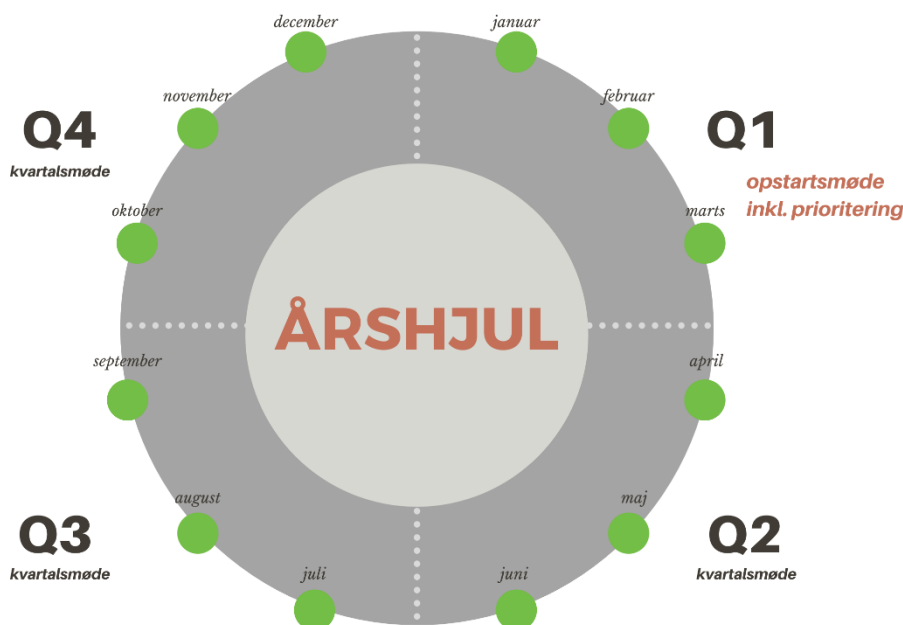 december
januar
november
februar
Q4
kvartalsmøde
Q1
opstartsmøde
inkl. prioritering
oktober
marts
ÅRSHJUL
september
april
august
maj
Q3
kvartalsmøde
Q2
kvartalsmøde
juli
juni